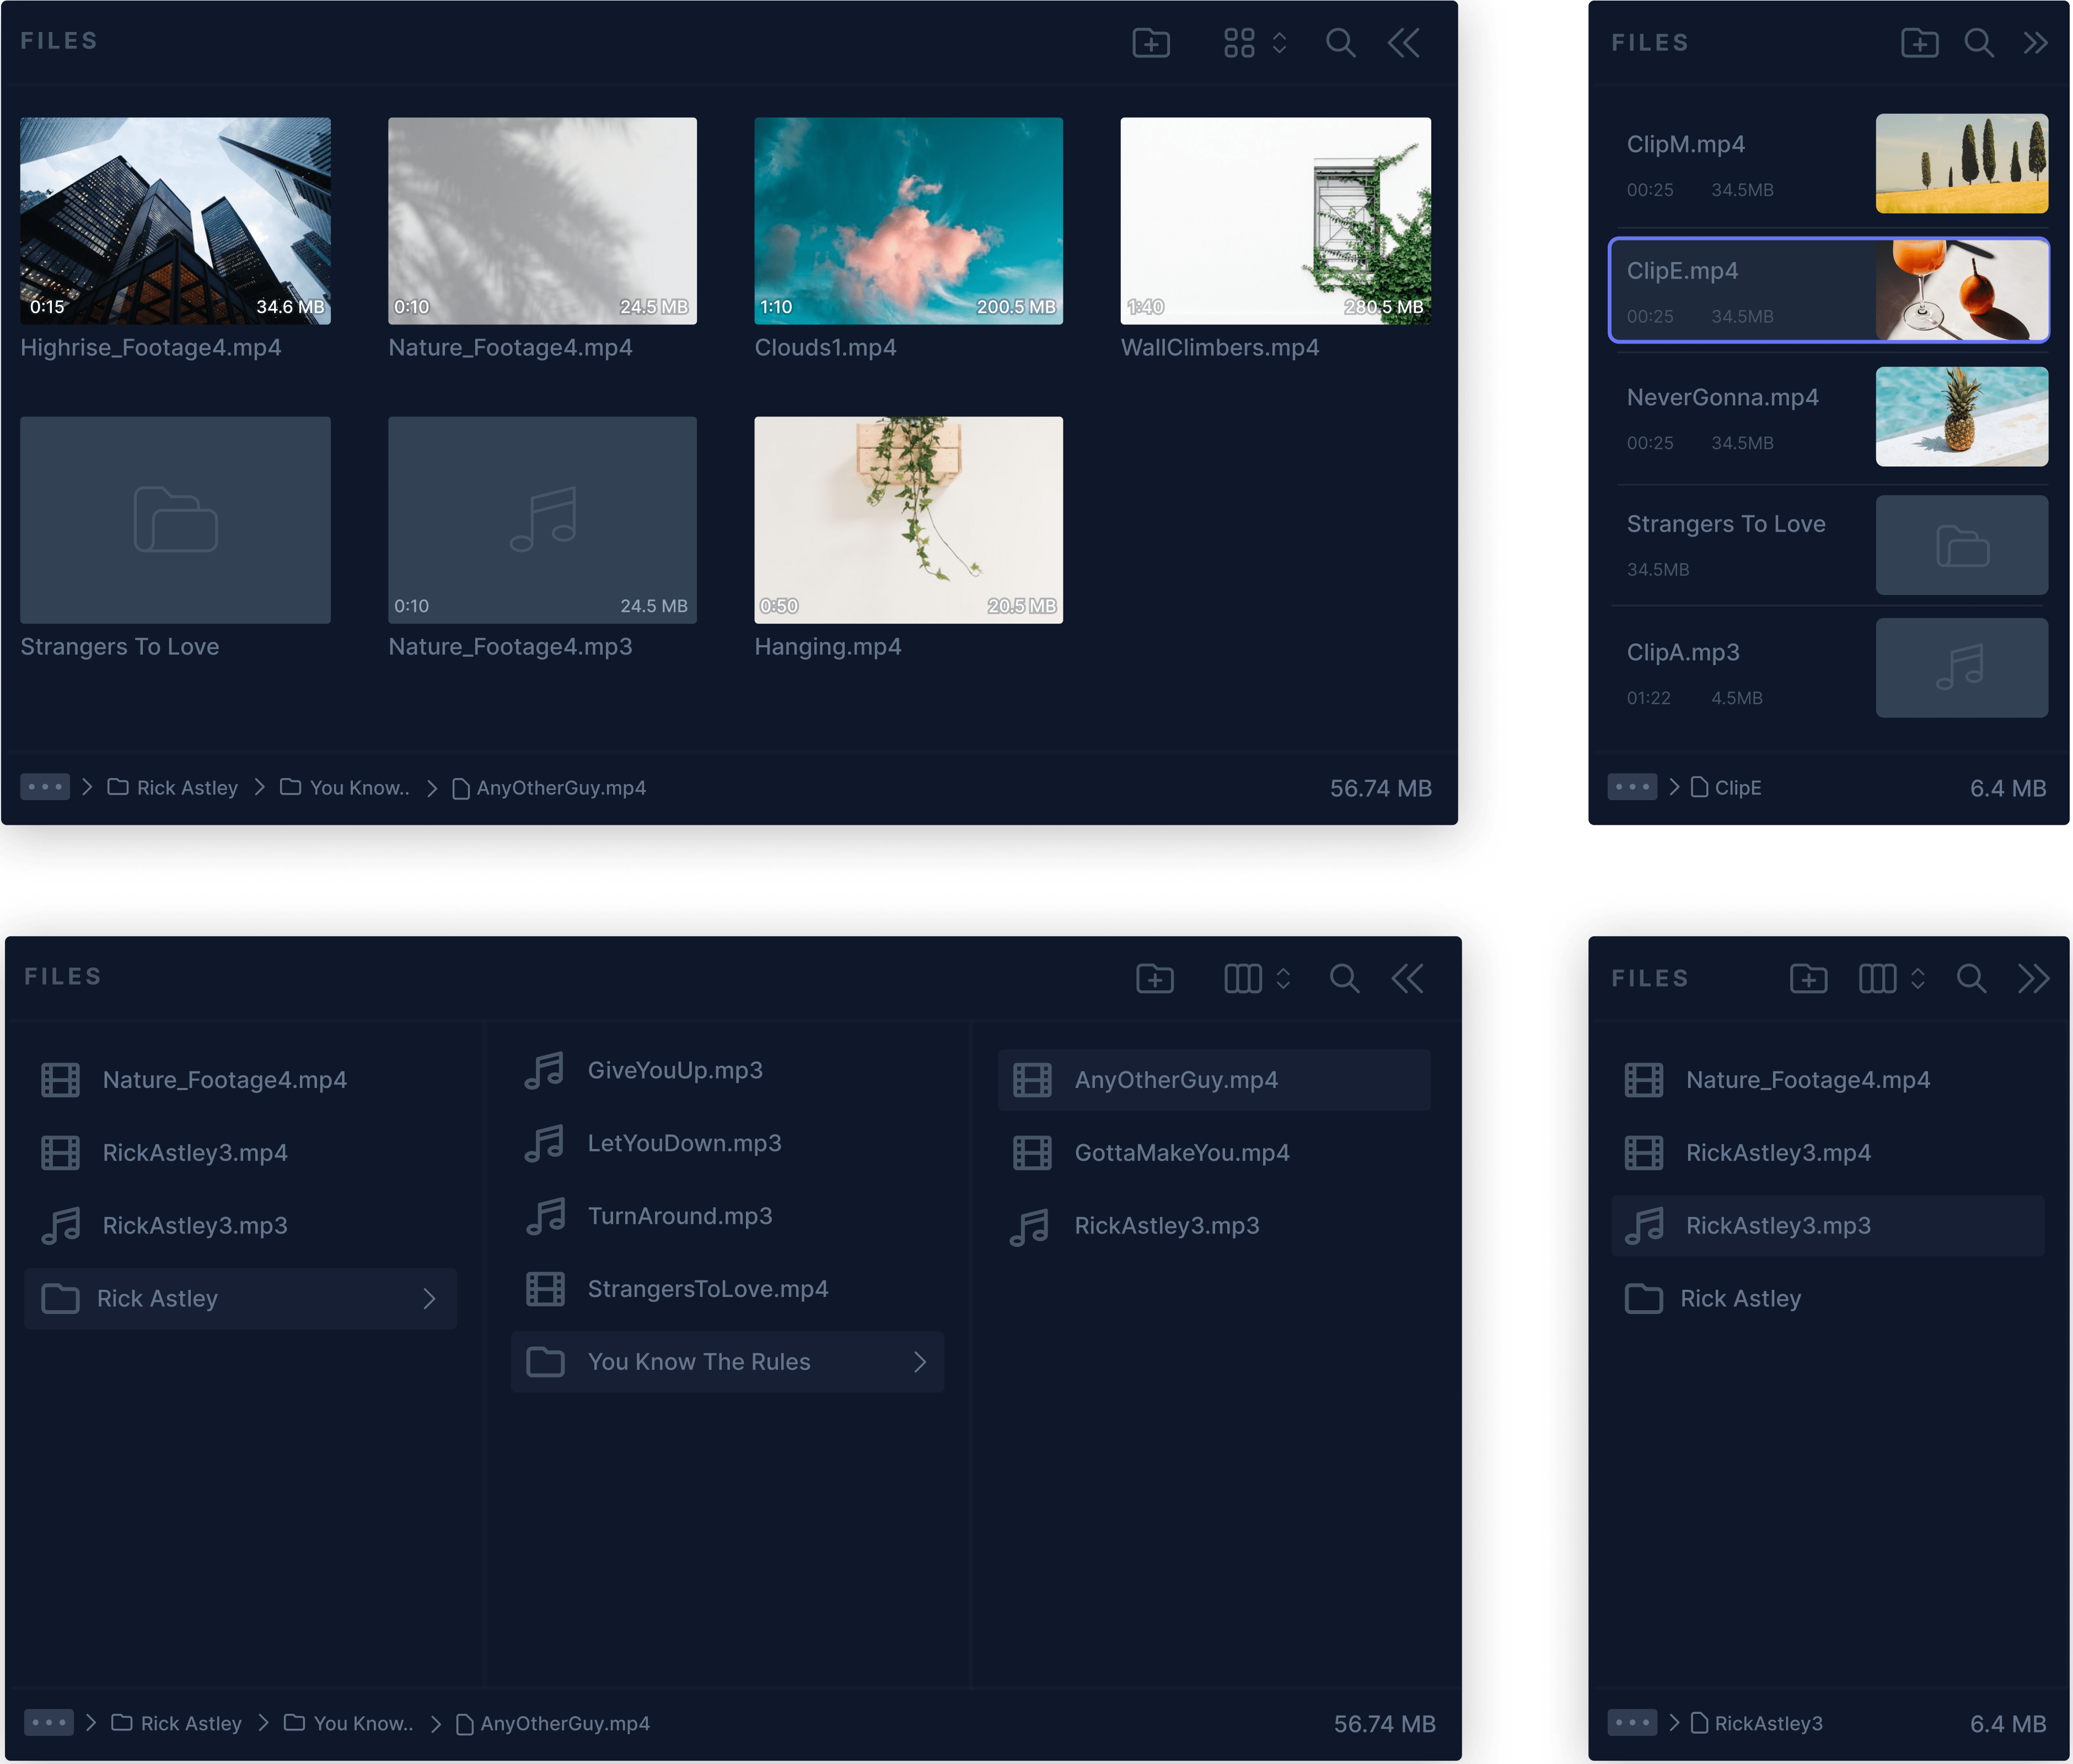 FILES
0:15 34.6 MB
Highrise_Footage4.mp4
0:10 24.5 MB
Nature_Footage4.mp4
1:10 200.5 MB
Clouds1.mp4
1:40 280.5 MB
WallClimbers.mp4
Strangers To Love
0:10 24.5 MB
Nature_Footage4.mp3
0:50 20.5 MB
Hanging.mp4
Rick Astley You Know.. AnyOtherGuy.mp4 56.74 MB
FILES
ClipM.mp4
00:25 34.5MB
ClipE.mp4
00:25 34.5MB
NeverGonna.mp4
00:25 34.5MB
Strangers To Love
34.5MB
ClipA.mp3
01:22 4.5MB
ClipE 6.4 MB
FILES
Nature_Footage4.mp4
RickAstley3.mp4
RickAstley3.mp3
Rick Astley
GiveYouUp.mp3
LetYouDown.mp3
TurnAround.mp3
StrangersToLove.mp4
You Know The Rules
AnyOtherGuy.mp4
GottaMakeYou.mp4
RickAstley3.mp3
Rick Astley You Know.. AnyOtherGuy.mp4 56.74 MB
FILES
Nature_Footage4.mp4
RickAstley3.mp4
RickAstley3.mp3
Rick Astley
RickAstley3 6.4 MB